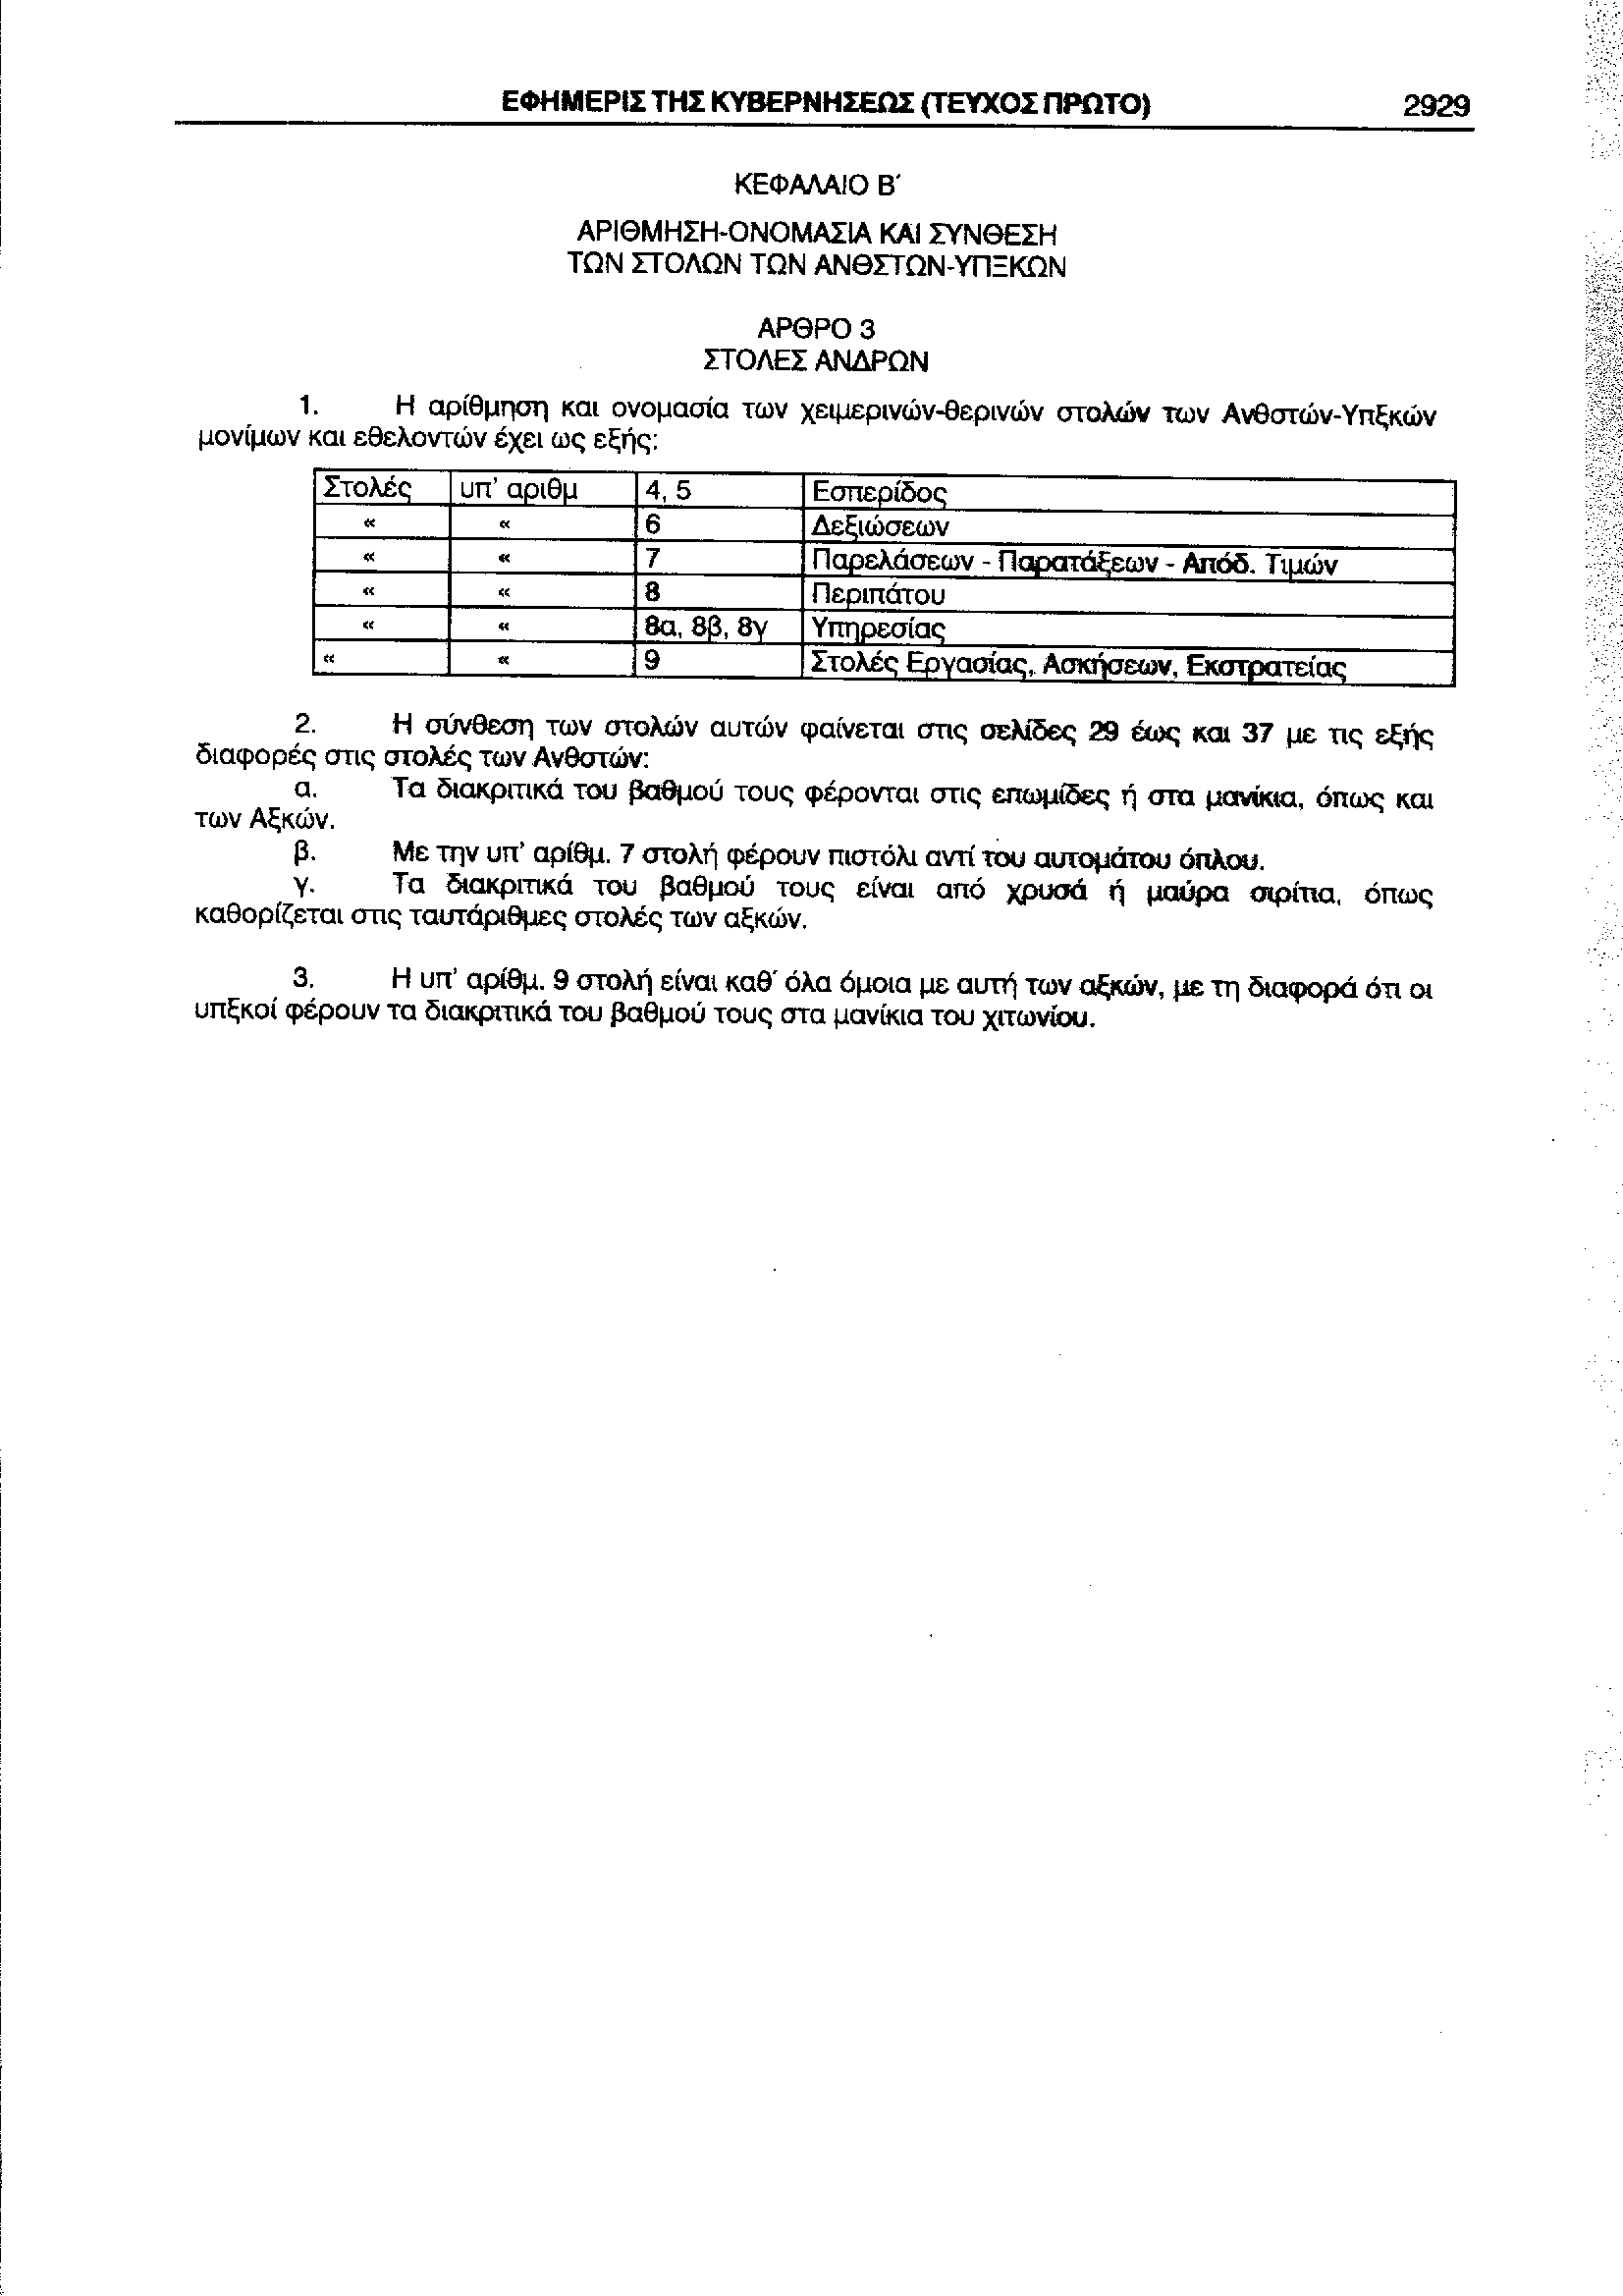 ΕΦΗΜΕΡΙΣ ΤΗΣ ΚΥΒΕΡΝΗΣΕΩΣ (ΤΕΥΧΟΣ ΠΡΩΤΟ) 2929
ΚΕΦΑΛΑΙΟ Β΄
ΑΡΙΘΜΗΣΗ-ΟΝΟΜΑΣΙΑ ΚΑΙ ΣΥΝΘΕΣΗ
ΤΩΝ ΣΤΟΛΩΝ ΤΩΝ ΑΝΘΣΤΩΝ-ΥΠΞΚΩΝ
ΑΡΘΡΟ 3
ΣΤΟΛΕΣ ΑΝΔΡΩΝ
1. Η αρίθμηση και ονομασία των χειμερινών-θερινών στολών των Ανθστών-Υπξκών
μονίμων και εθελοντών έχει ως εξής:
Στολές υπ' αριθμ 4, 5 Εσπερίδος
« « 6 Δεξιώσεων
« « 7 Παρελάσεων - Παρατάξεων - Απόδ. Τιμών
« « 8 Περιπάτου
« « 8α, 8β, 8γ Υπηρεσίας
« « 9 Στολές Εργασίας, Ασκήσεων, Εκστρατείας
2. Η σύνθεση των στολών αυτών φαίνεται στις σελίδες 29 έως και 37 με τις εξής
διαφορές στις στολές των Ανθστών:
α. Τα διακριτικά του βαθμού τους φέρονται στις επωμίδες ή στα μανίκια, όπως και
των Αξκών.
β. Με την υπ' αρίθμ. 7 στολή φέρουν πιστόλι αντί του αυτομάτου όπλου.
γ. Τα διακριτικά του βαθμού τους είναι από χρυσά ή μαύρα σιρίτια, όπως
καθορίζεται στις ταυτάριθμες στολές των αξκών.
3. Η υπ' αρίθμ. 9 στολή είναι καθ' όλα όμοια με αυτή των αξκών, με τη διαφορά ότι οι
υπξκοί φέρουν τα διακριτικά του βαθμού τους στα μανίκια του χιτωνίου.